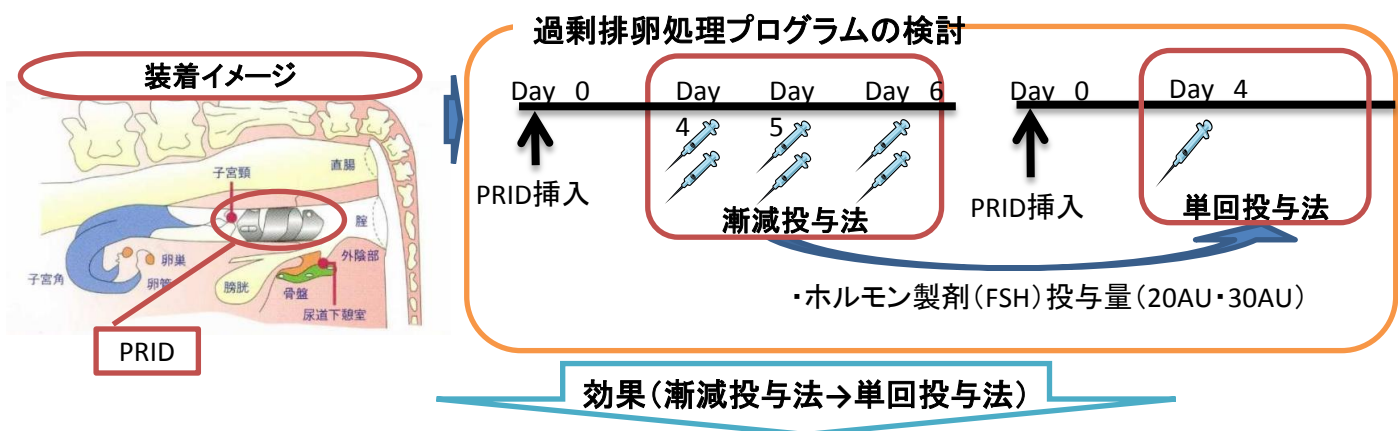 過剰排卵処理プログラムの検討
装着イメージ
Day 0
Day 4
Day 5
Day 6
Day 0
Day 4
直腸
子宮頸
膣
PRID挿入
PRID挿入
漸減投与法
単回投与法
外陰部
卵巣
子宮角
卵管
膀胱
骨盤
尿道下憩室
・ホルモン製剤(FSH)投与量(20AU・30AU)
PRID
効果(漸減投与法→単回投与法)